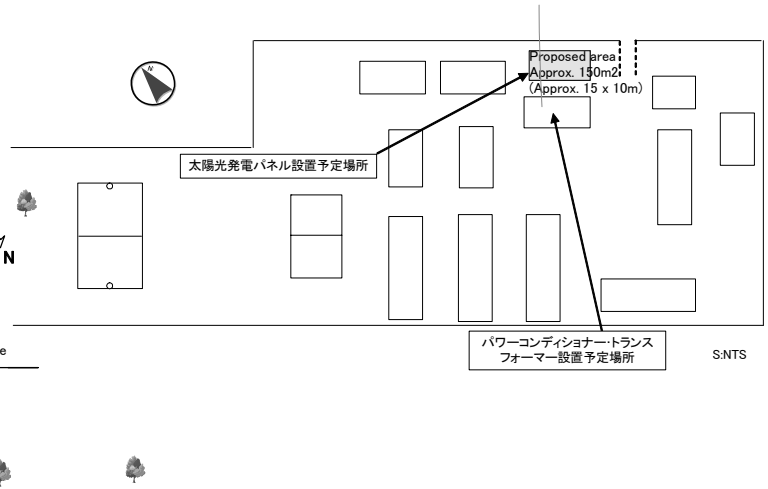 N
Proposed area
Approx. 150m2
(Approx. 15 x 10m)
太陽光発電パネル設置予定場所
N
パワーコンディショナー・トランス
フォーマー設置予定場所
S:NTS
e